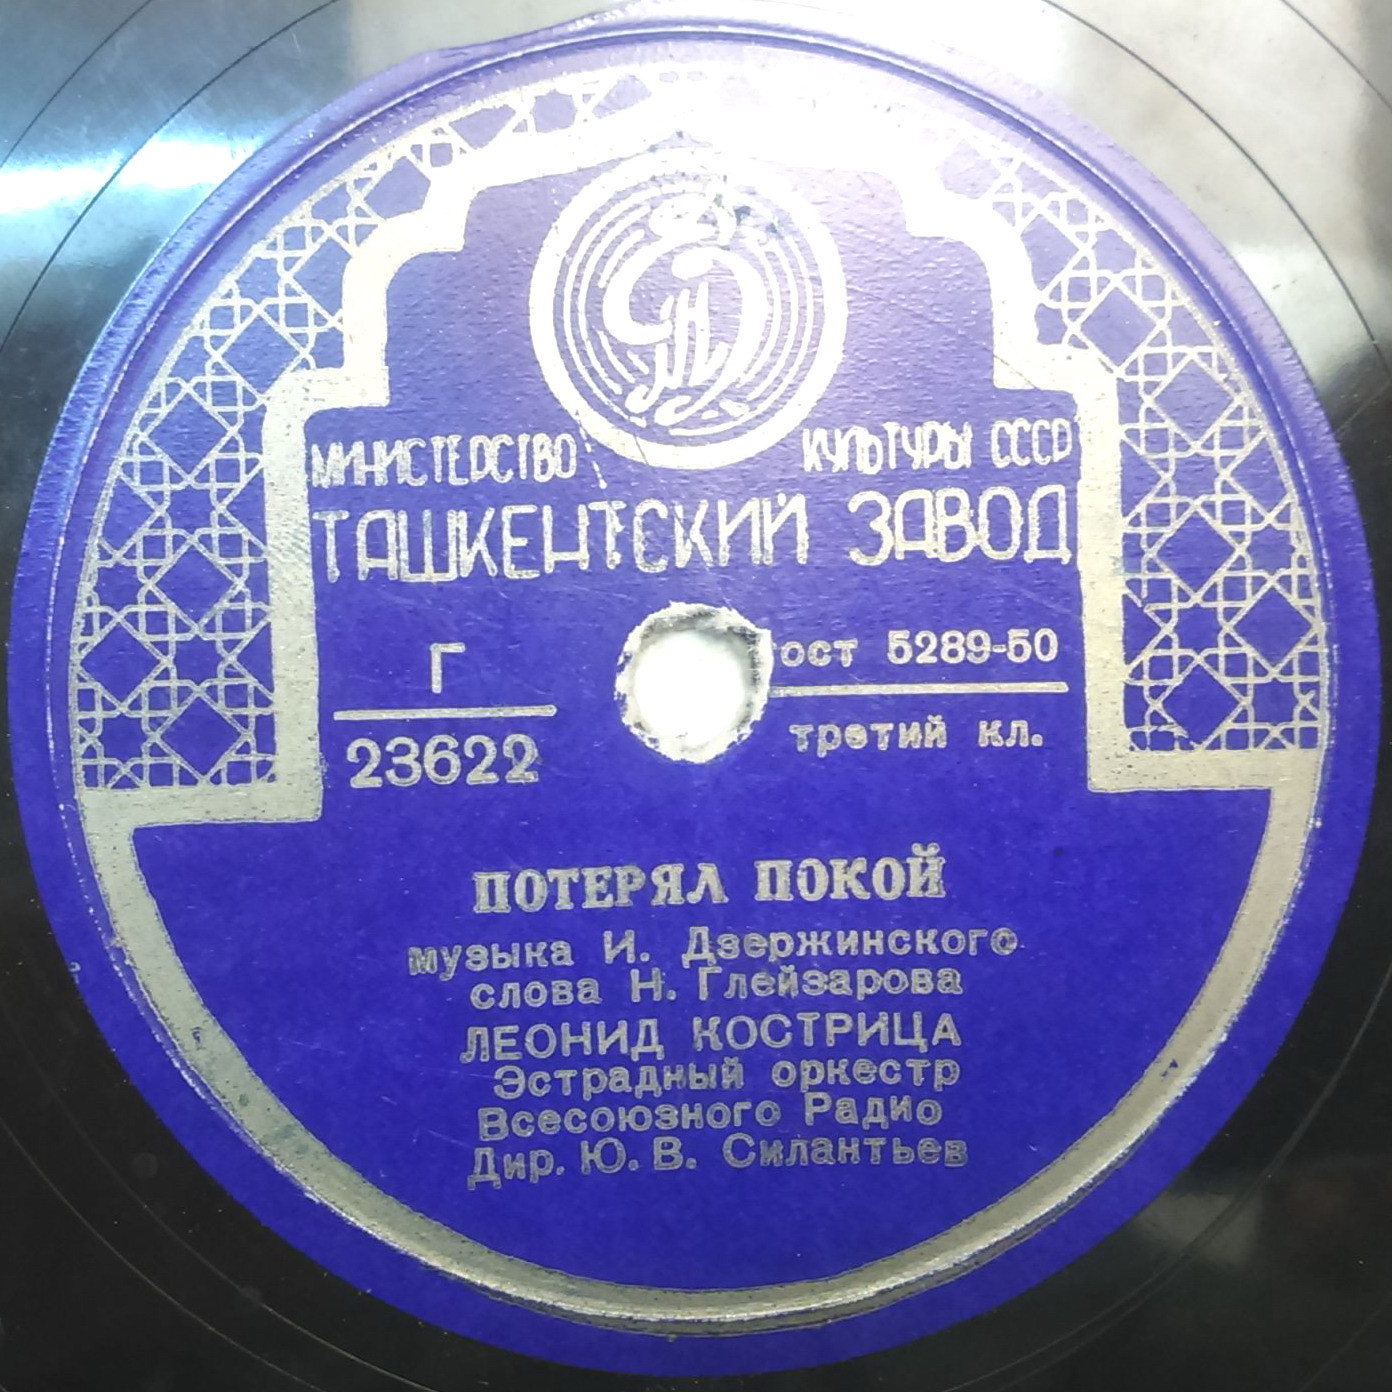 МИНИСТЕРСТВО КУЛЬТУРЫ СССР
ТАШКЕНТСКИЙ ЗАВОД
Г
23622
ост 5289-50
третий кл.
ПОТЕРЯЛ ПОКОЙ
музыка И. Дзержинского
слова Н. Глейзарова
ЛЕОНИД КОСТРИЦА
Эстрадный оркестр
Всесоюзного Радио
Дир. Ю. В. Силантьев